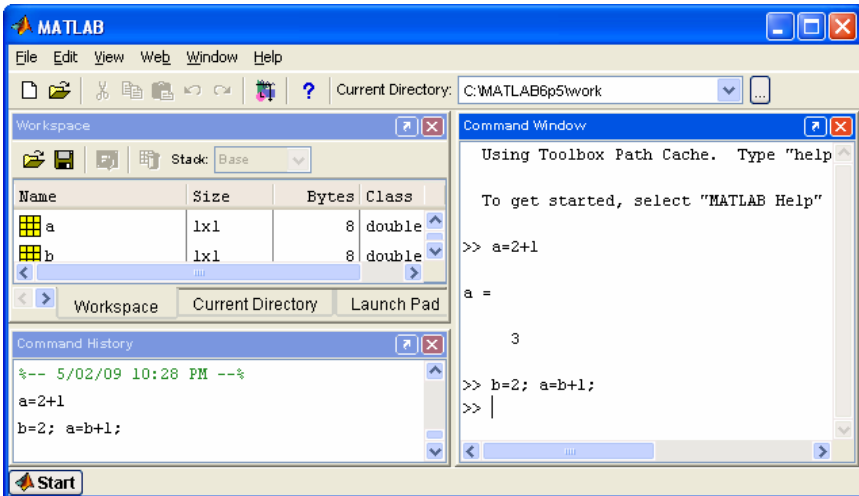 MATLAB
File Edit View Web Window Help
? Current Directory: C:\MATLAB6p5\work ...
Workspace
Stack: Base
Name Size Bytes Class
a 1x1 8 double
b 1x1 8 double
Workspace Current Directory Launch Pad
Command History
%-- 5/02/09 10:28 PM --%
a=2+1
b=2; a=b+1;
Command Window
Using Toolbox Path Cache. Type "help
To get started, select "MATLAB Help"
>> a=2+1
a =
3
>> b=2; a=b+1;
>>
Start